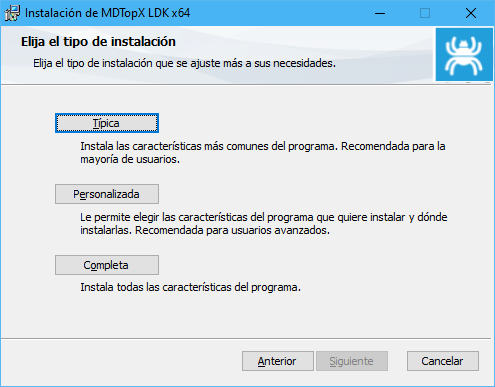 Instalación de MDTopX LDK x64
Elija el tipo de instalación
Elija el tipo de instalación que se ajuste más a sus necesidades.
Típica
Instala las características más comunes del programa. Recomendada para la
mayoría de usuarios.
Personalizada
Le permite elegir las características del programa que quiere instalar y dónde
instalarlas. Recomendada para usuarios avanzados.
Completa
Instala todas las características del programa.
Anterior Siguiente Cancelar